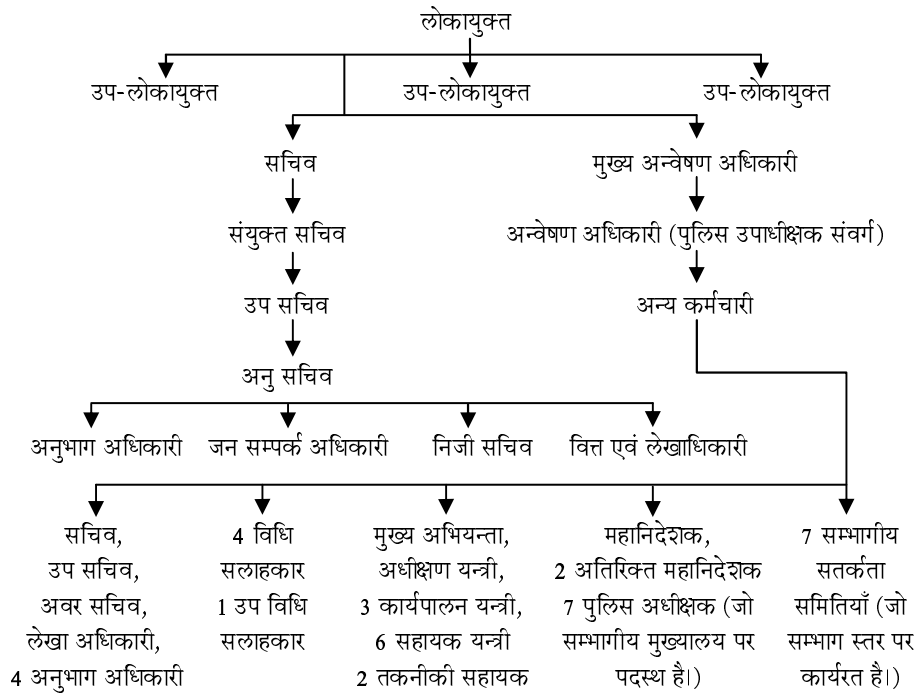 लोकायुक्त
उप-लोकायुक्त उप-लोकायुक्त उप-लोकायुक्त
सचिव मुख्य अन्वेषण अधिकारी
संयुक्त सचिव अन्वेषण अधिकारी (पुलिस उपाधीक्षक संवर्ग)
उप सचिव अन्य कर्मचारी
अनु सचिव
अनुभाग अधिकारी जन सम्पर्क अधिकारी निजी सचिव वित्त एवं लेखाधिकारी
सचिव,
उप सचिव,
अवर सचिव,
लेखा अधिकारी,
4 अनुभाग अधिकारी
4 विधि
सलाहकार
1 उप विधि
सलाहकार
मुख्य अभियन्ता,
अधीक्षण यन्त्री,
3 कार्यपालन यन्त्री,
6 सहायक यन्त्री
2 तकनीकी सहायक
महानिदेशक,
2 अतिरिक्त महानिदेशक
7 पुलिस अधीक्षक (जो
सम्भागीय मुख्यालय पर
पदस्थ है।)
7 सम्भागीय
सतर्कता
समितियाँ (जो
सम्भाग स्तर पर
कार्यरत है।)